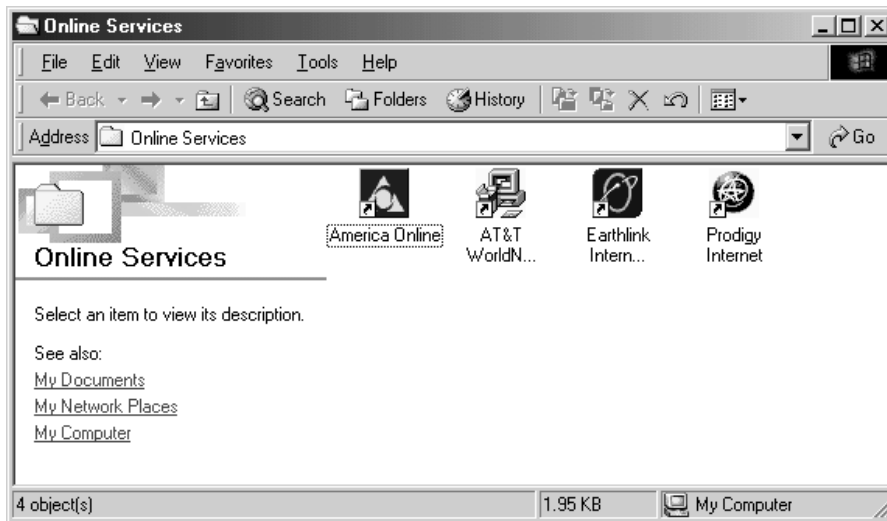 Online Services
File Edit View Favorites Tools Help
Back Search Folders History
Address Online Services Go
America Online
AT&T WorldN...
Earthlink Intern...
Prodigy Internet
Online Services
Select an item to view its description.
See also:
My Documents
My Network Places
My Computer
4 object(s) 1.95 KB My Computer